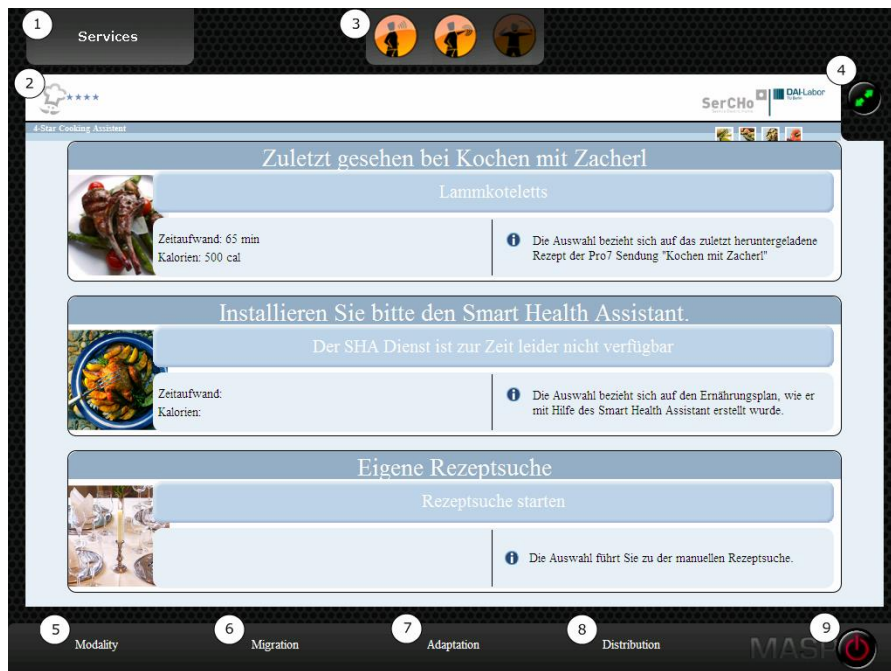 1
Services
3
2
4
SerCHo
DAI-Labor
4-Star Cooking Assistent
Zuletzt gesehen bei Kochen mit Zacherl
Lammkoteletts
Zeitaufwand: 65 min
Kalorien: 500 cal
Die Auswahl bezieht sich auf das zuletzt heruntergeladene
Rezept der Pro7 Sendung "Kochen mit Zacherl"
Installieren Sie bitte den Smart Health Assistant.
Der SHA Dienst ist zur Zeit leider nicht verfügbar
Zeitaufwand:
Kalorien:
Die Auswahl bezieht sich auf den Ernährungsplan, wie er
mit Hilfe des Smart Health Assistant erstellt wurde.
Eigene Rezeptsuche
Rezeptsuche starten
Die Auswahl führt Sie zu der manuellen Rezeptsuche.
5
Modality
6
Migration
7
Adaptation
8
Distribution
MASP
9